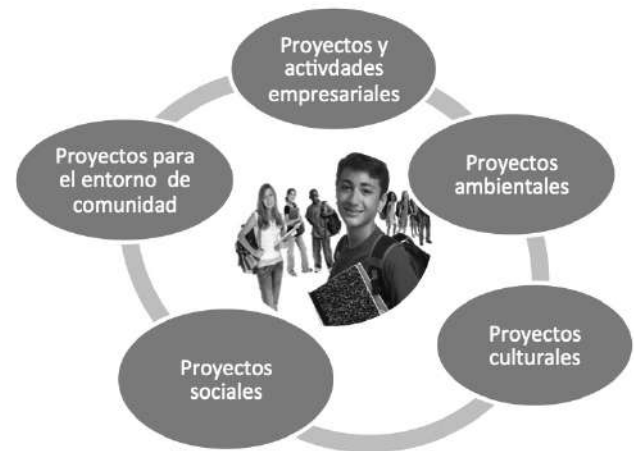 Proyectos y
activdades
empresariales
Proyectos
ambientales
Proyectos
culturales
Proyectos
sociales
Proyectos para
el entorno de
comunidad